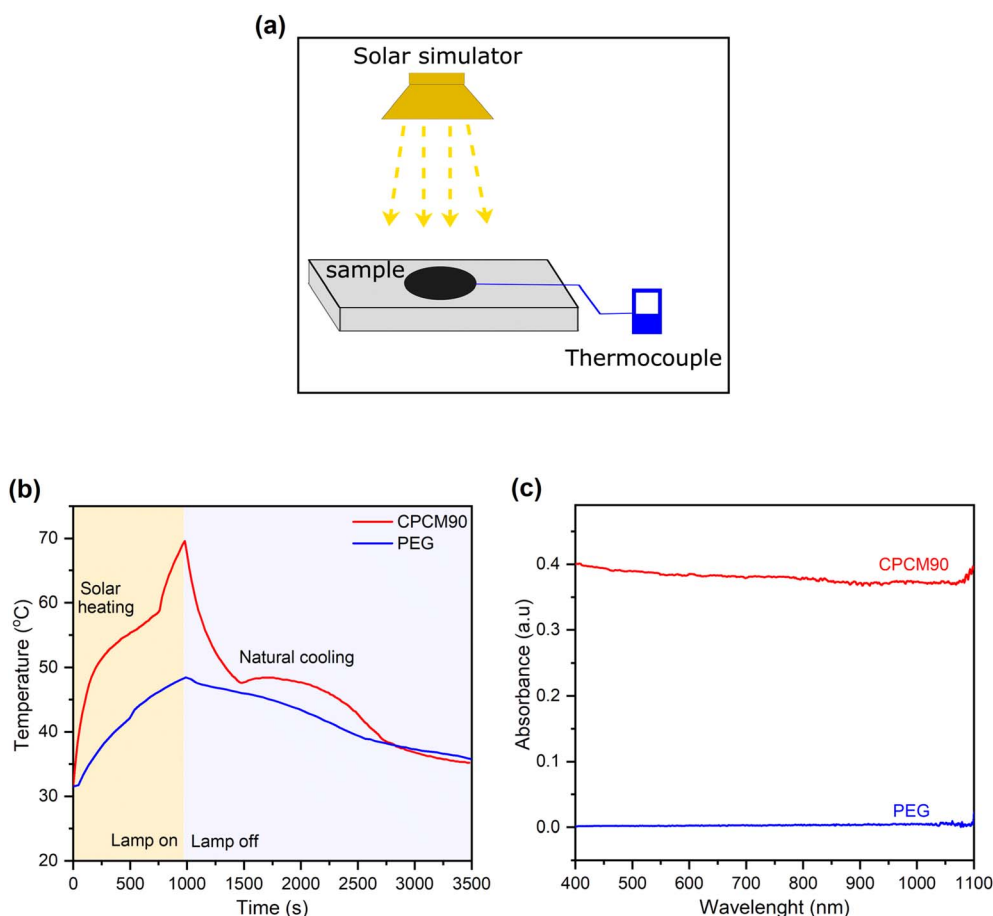 (a)
Solar simulator
sample
Thermocouple
(b)
CPCM90
PEG
Solar
heating
Natural cooling
Lamp on
Lamp off
70
60
50
40
30
20
Temperature (°C)
0
500
1000
1500
2000
2500
3000
3500
Time (s)
(c)
CPCM90
PEG
0.4
0.3
0.2
0.1
0.0
Absorbance (a.u)
400
500
600
700
800
900
1000
1100
Wavelenght (nm)